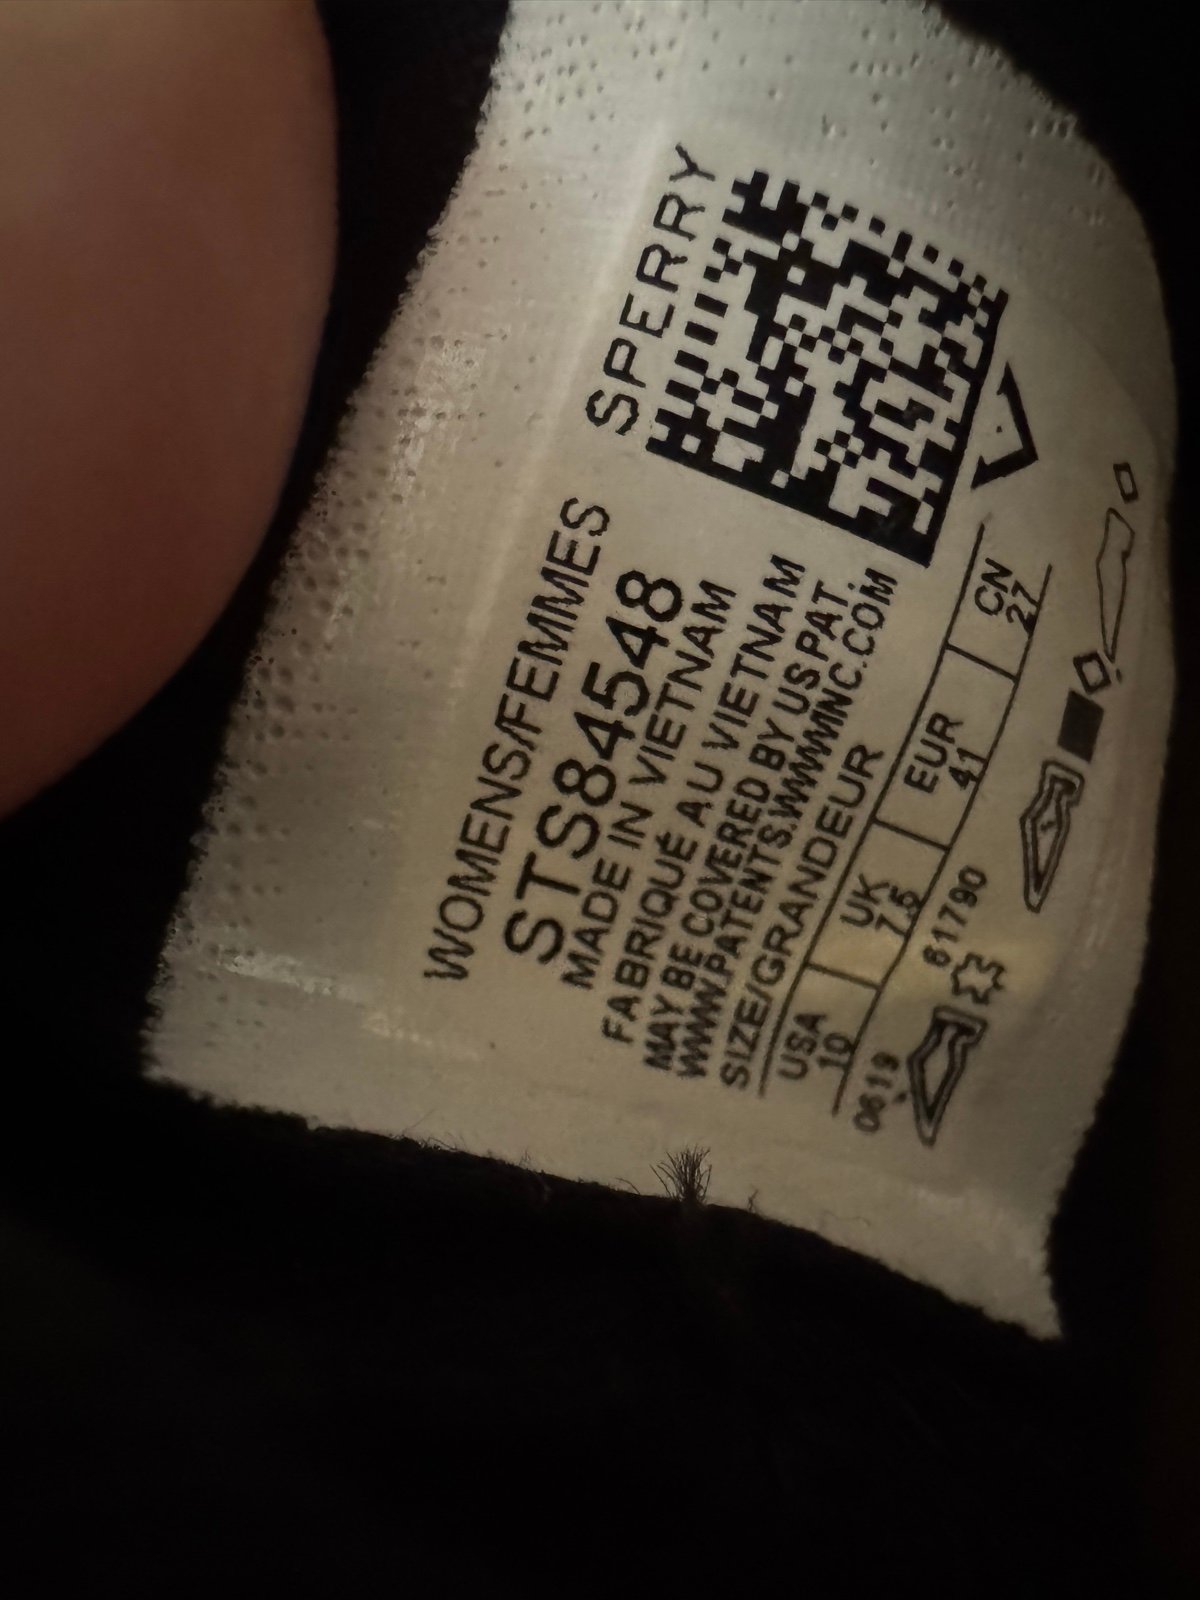 SPERRY
WOMENS/FEMMES
STS84548
MADE IN VIETNAM
FABRIQUÉ AU VIETNAM
MAY BE COVERED BY US PAT.
WWW.PATENTS.WWWINC.COM
SIZE/GRANDEUR
USA UK EUR CN
10 7.5 41 27
0619 61790